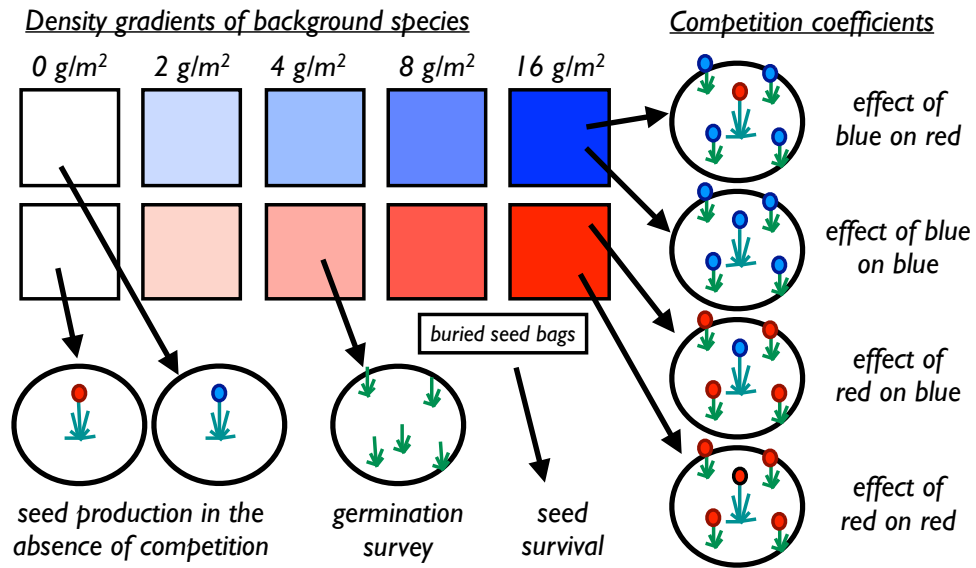 Density gradients of background species
Competition coefficients
0 g/m²
2 g/m²
4 g/m²
8 g/m²
16 g/m²
effect of
blue on red
effect of blue
on blue
buried seed bags
effect of
red on blue
seed production in the
absence of competition
germination
survey
seed
survival
effect of
red on red